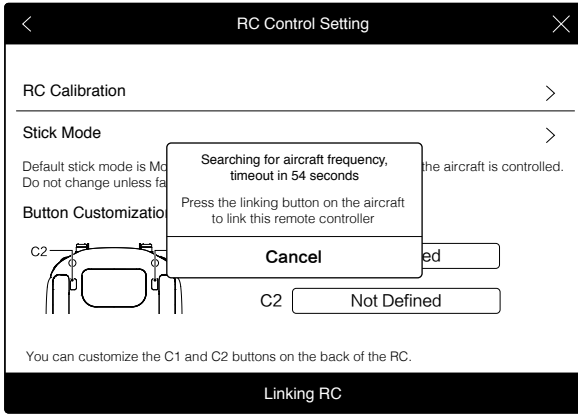 RC Control Setting
RC Calibration
Stick Mode
Default stick mode is Mo
the aircraft is controlled.
Do not change unless fa
Searching for aircraft frequency,
timeout in 54 seconds
Press the linking button on the aircraft
to link this remote controller
Cancel
Button Customization
C2
ed
C2 Not Defined
You can customize the C1 and C2 buttons on the back of the RC.
Linking RC